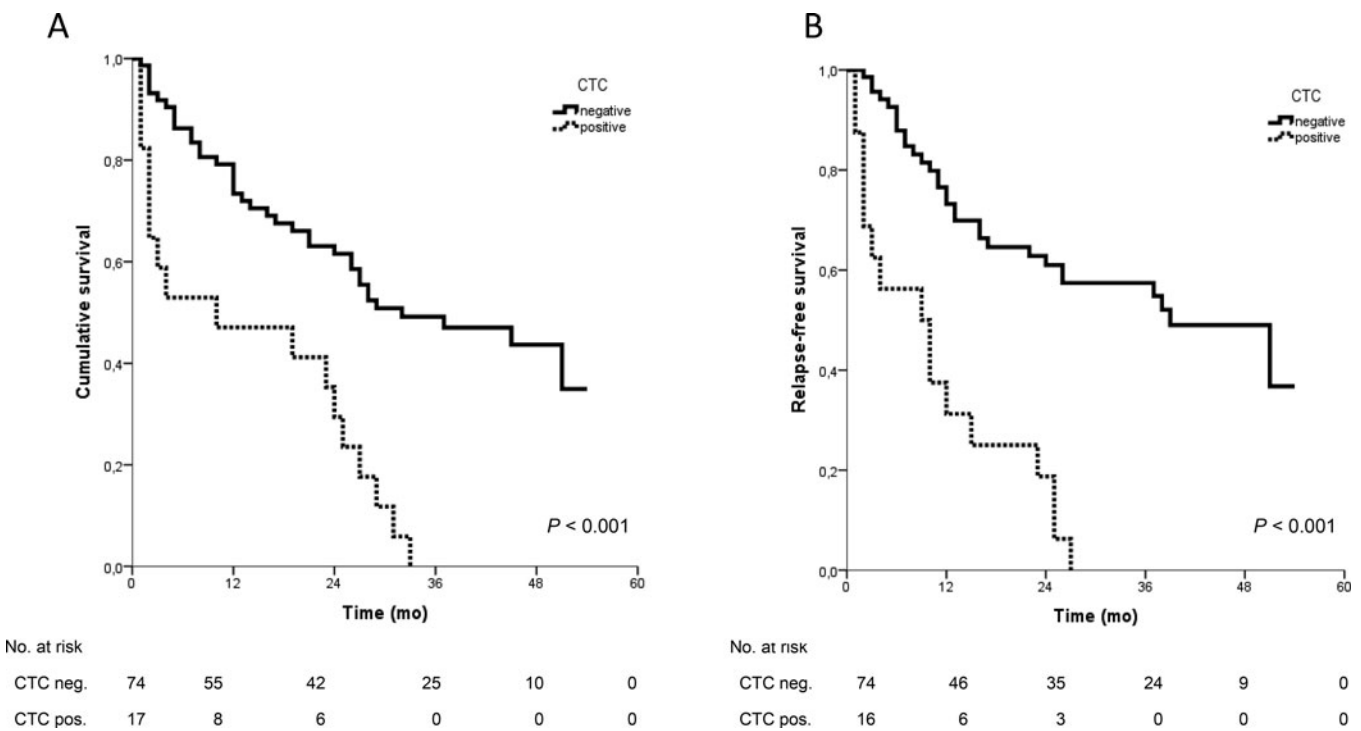 A
1,0
0,8
0,6
0,4
0,2
0,0
Cumulative survival
CTC
negative
positive
P < 0.001
0 12 24 36 48 60
Time (mo)
No. at risk
CTC neg. 74 55 42 25 10 0
CTC pos. 17 8 6 0 0 0
B
1,0
0,8
0,6
0,4
0,2
0,0
Relapse-free survival
CTC
negative
positive
P < 0.001
0 12 24 36 48 60
Time (mo)
No. at risk
CTC neg. 74 46 35 24 9 0
CTC pos. 16 6 3 0 0 0